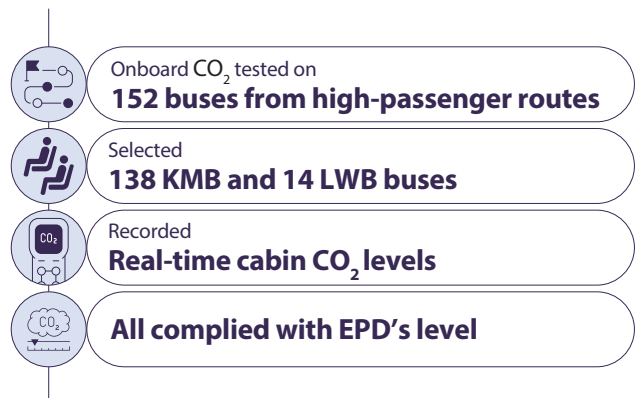 Onboard CO₂ tested on
152 buses from high-passenger routes
Selected
138 KMB and 14 LWB buses
CO₂
Recorded
Real-time cabin CO₂ levels
CO₂
All complied with EPD’s level